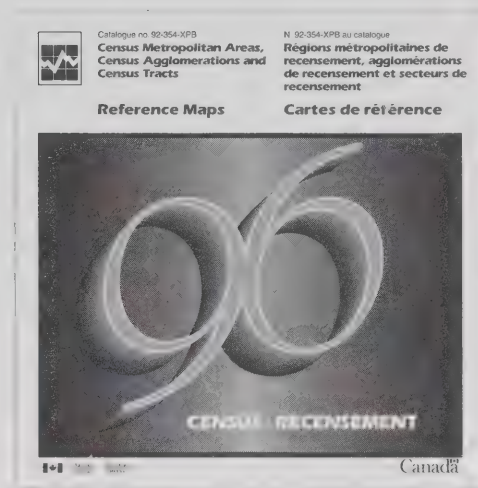 Catalogue no. 92-354-XPB
Census Metropolitan Areas,
Census Agglomerations and
Census Tracts
Reference Maps
N 92-354-XPB au catalogue
Régions métropolitaines de
recensement, agglomérations
de recensement et secteurs de
recensement
Cartes de référence
96
CENSUS RECENSEMENT
Canada